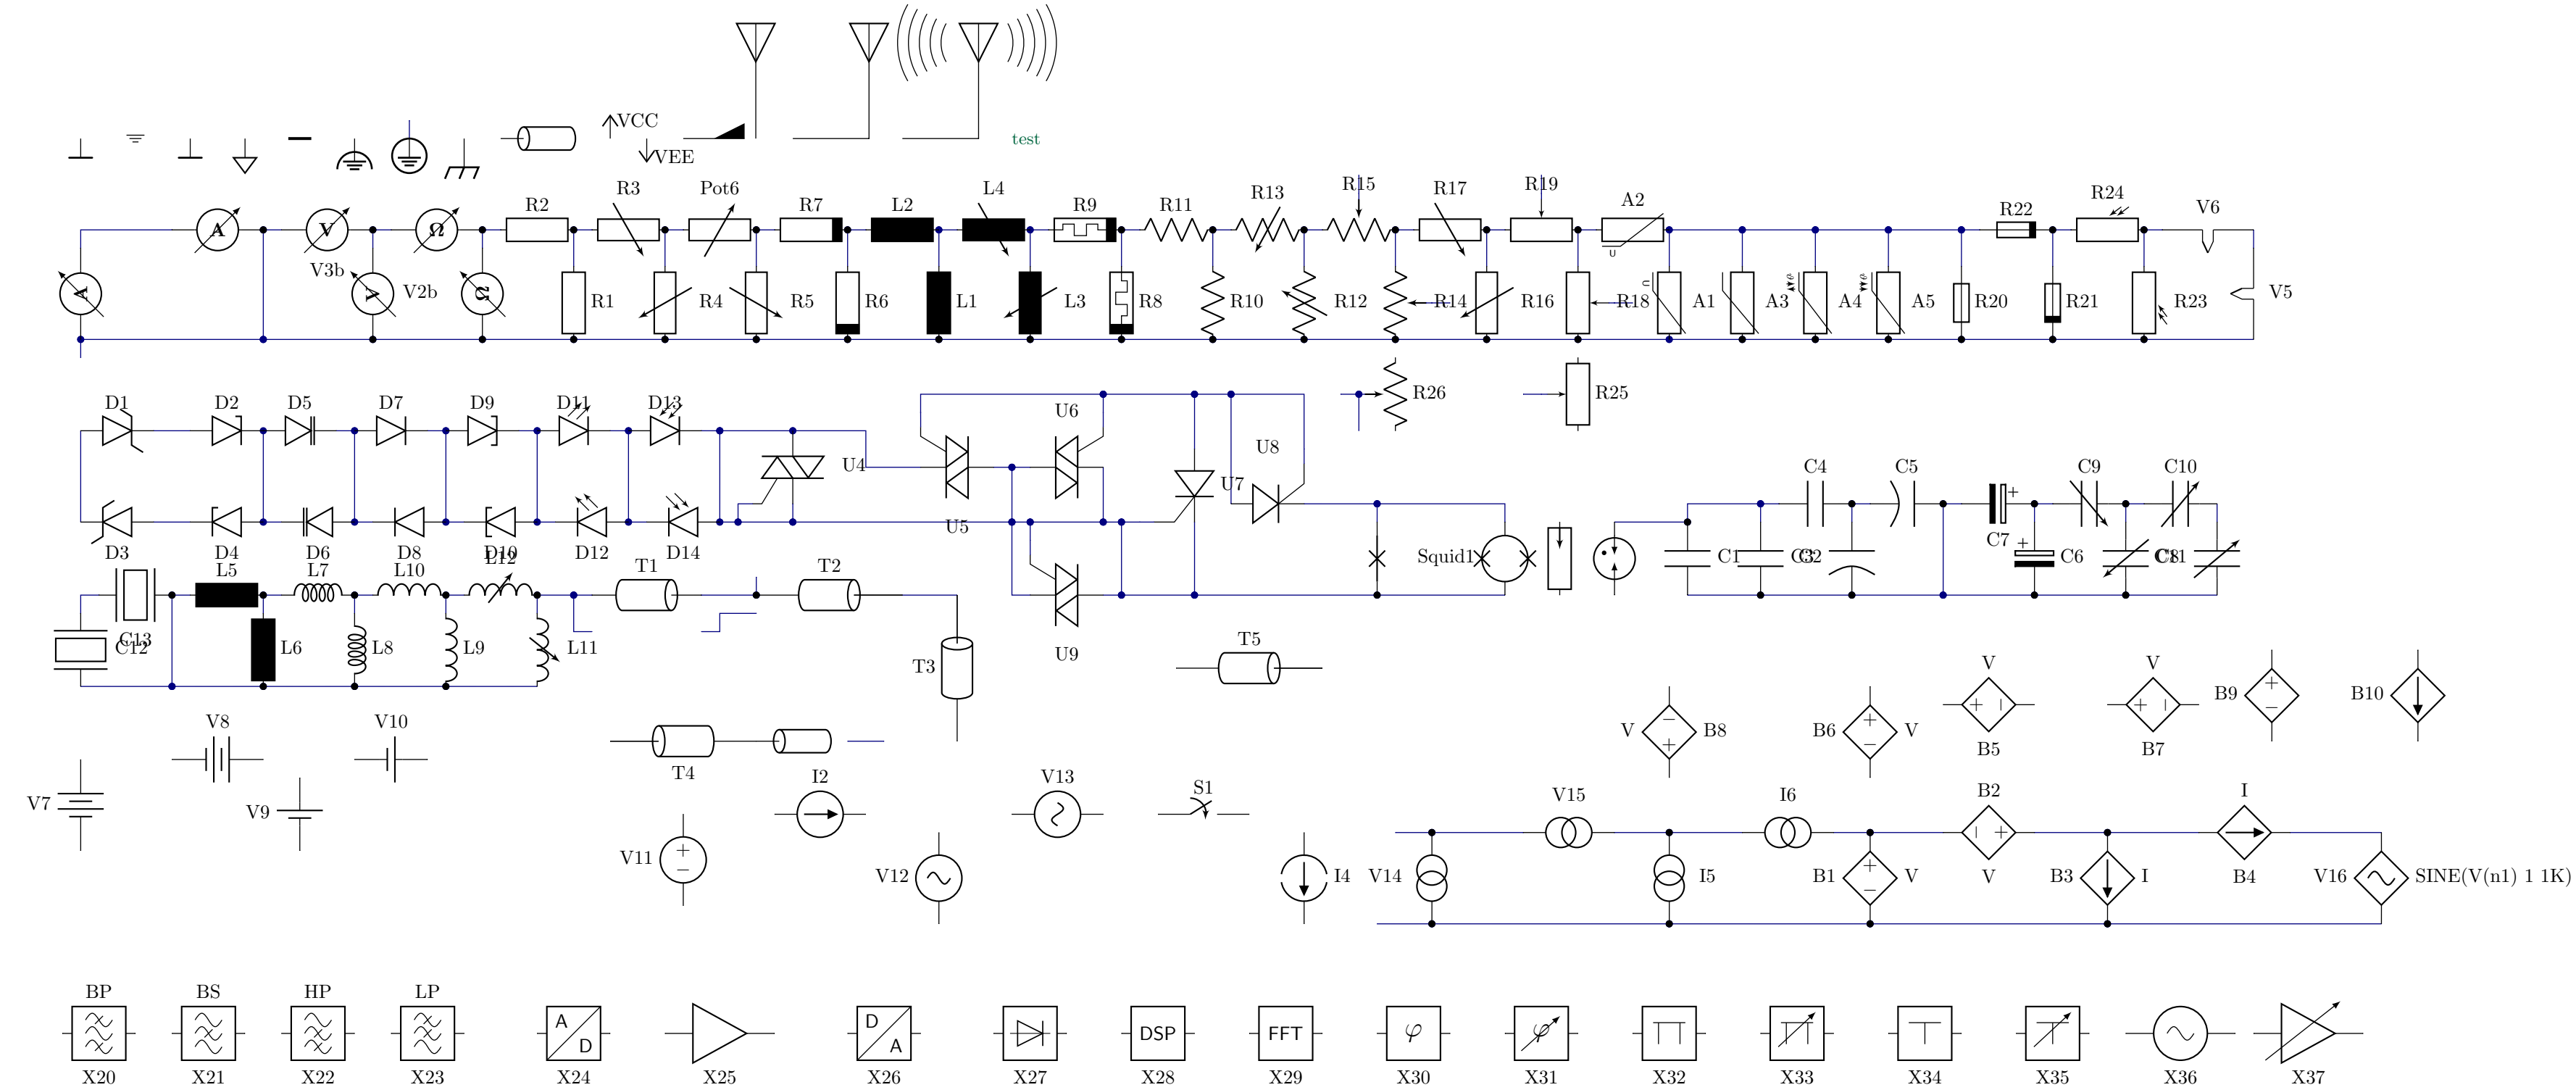 VCC
VEE
test
R3 Pot6 L4 R13 R15 R17 R19 A2 R24
R2 R7 L2 R9 R11 R22 V6
A V Ω
V3b
A V V2b Ω R1 R4 R5 R6 L1 L3 R8 R10 R12 R14 R16 R18 A1 A3 A4 A5 R20 R21 R23 V5
U
U
R26 R25
D1 D2 D5 D7 D9 D11 D13 U6
U8
U4 U7 C4 C5 C9 C10
+
U5
D3 D4 D6 D8 D10 D12 D14 C7
L12
+
Squid1 C1 C2 C3 C6 C8 C11
L5 L7 L10 T1 T2
C13
C12 L6 L8 L9 L11 T3 U9 T5
V V
B9 + − B10
+ +
V − + B8 B6 + − V
B5 B7
V8 V10
T4
V7 V9 I2 V13 S1
V15 I6 B2 I
+
V11 + − V12 I4 V14 I5 B1 + − V V B3 I B4 V16 SINE(V(n1) 1 1K)
BP BS HP LP
A D D A DSP FFT φ φ
X20 X21 X22 X23 X24 X25 X26 X27 X28 X29 X30 X31 X32 X33 X34 X35 X36 X37